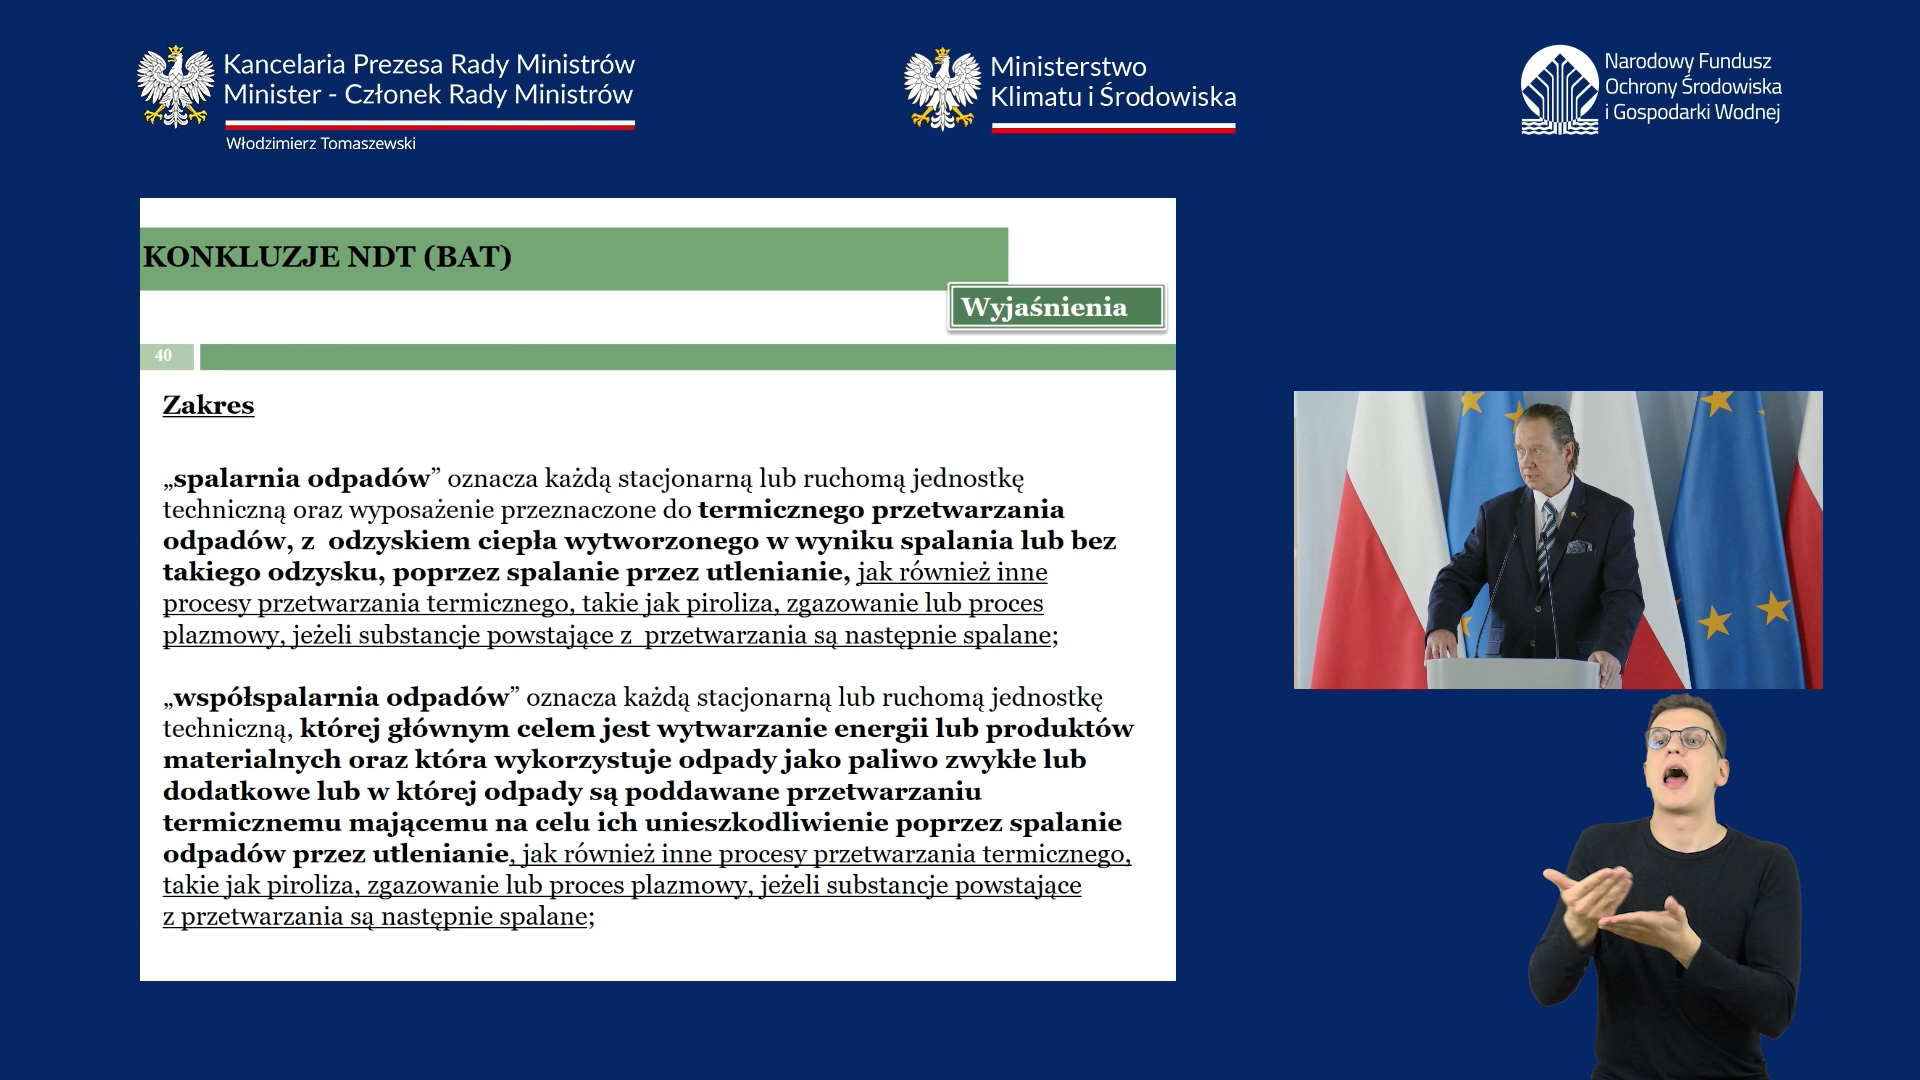 Kancelaria Prezesa Rady Ministrów
Minister - Członek Rady Ministrów
Włodzimierz Tomaszewski
Ministerstwo
Klimatu i Środowiska
Narodowy Fundusz
Ochrony Środowiska
i Gospodarki Wodnej
KONKLUZJE NDT (BAT)
Wyjaśnienia
40
Zakres
„spalarnia odpadów” oznacza każdą stacjonarną lub ruchomą jednostkę
techniczną oraz wyposażenie przeznaczone do termicznego przetwarzania
odpadów, z odzyskiem ciepła wytworzonego w wyniku spalania lub bez
takiego odzysku, poprzez spalanie przez utlenianie, jak również inne
procesy przetwarzania termicznego, takie jak piroliza, zgazowanie lub proces
plazmowy, jeżeli substancje powstające z przetwarzania są następnie spalane;
„współspalarnia odpadów” oznacza każdą stacjonarną lub ruchomą jednostkę
techniczną, której głównym celem jest wytwarzanie energii lub produktów
materialnych oraz która wykorzystuje odpady jako paliwo zwykłe lub
dodatkowe lub w której odpady są poddawane przetwarzaniu
termicznemu mającemu na celu ich unieszkodliwienie poprzez spalanie
odpadów przez utlenianie, jak również inne procesy przetwarzania termicznego,
takie jak piroliza, zgazowanie lub proces plazmowy, jeżeli substancje powstające
z przetwarzania są następnie spalane;